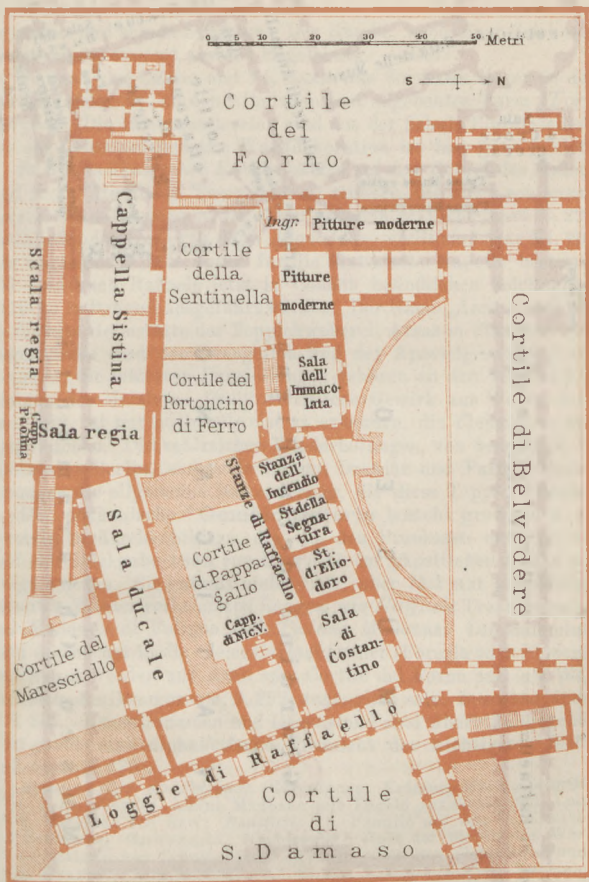 0 10 20 30 40 50 Metri
S N
Cortile
del
Forno
Ingr.
Pitture moderne
Cappella Sistina
Cortile
della
Sentinella
Pitture
moderne
Scala regia
Cortile di Belvedere
Sala
dell'
Immaco-
lata
Cortile del
Portoncino
di Ferro
Capp.
Paolina
Sala regia
Stanze di Raffaello
Stanza
dell'
Incendio
St. della
Segna-
tura
St.
d'Elio-
doro
Sala ducale
Cortile
d. Pappa-
gallo
Capp.
di Nic. V.
Sala
di
Costan-
tino
Cortile del
Maresciallo
Loggie di Raffaello
Cortile
di
S. Damaso